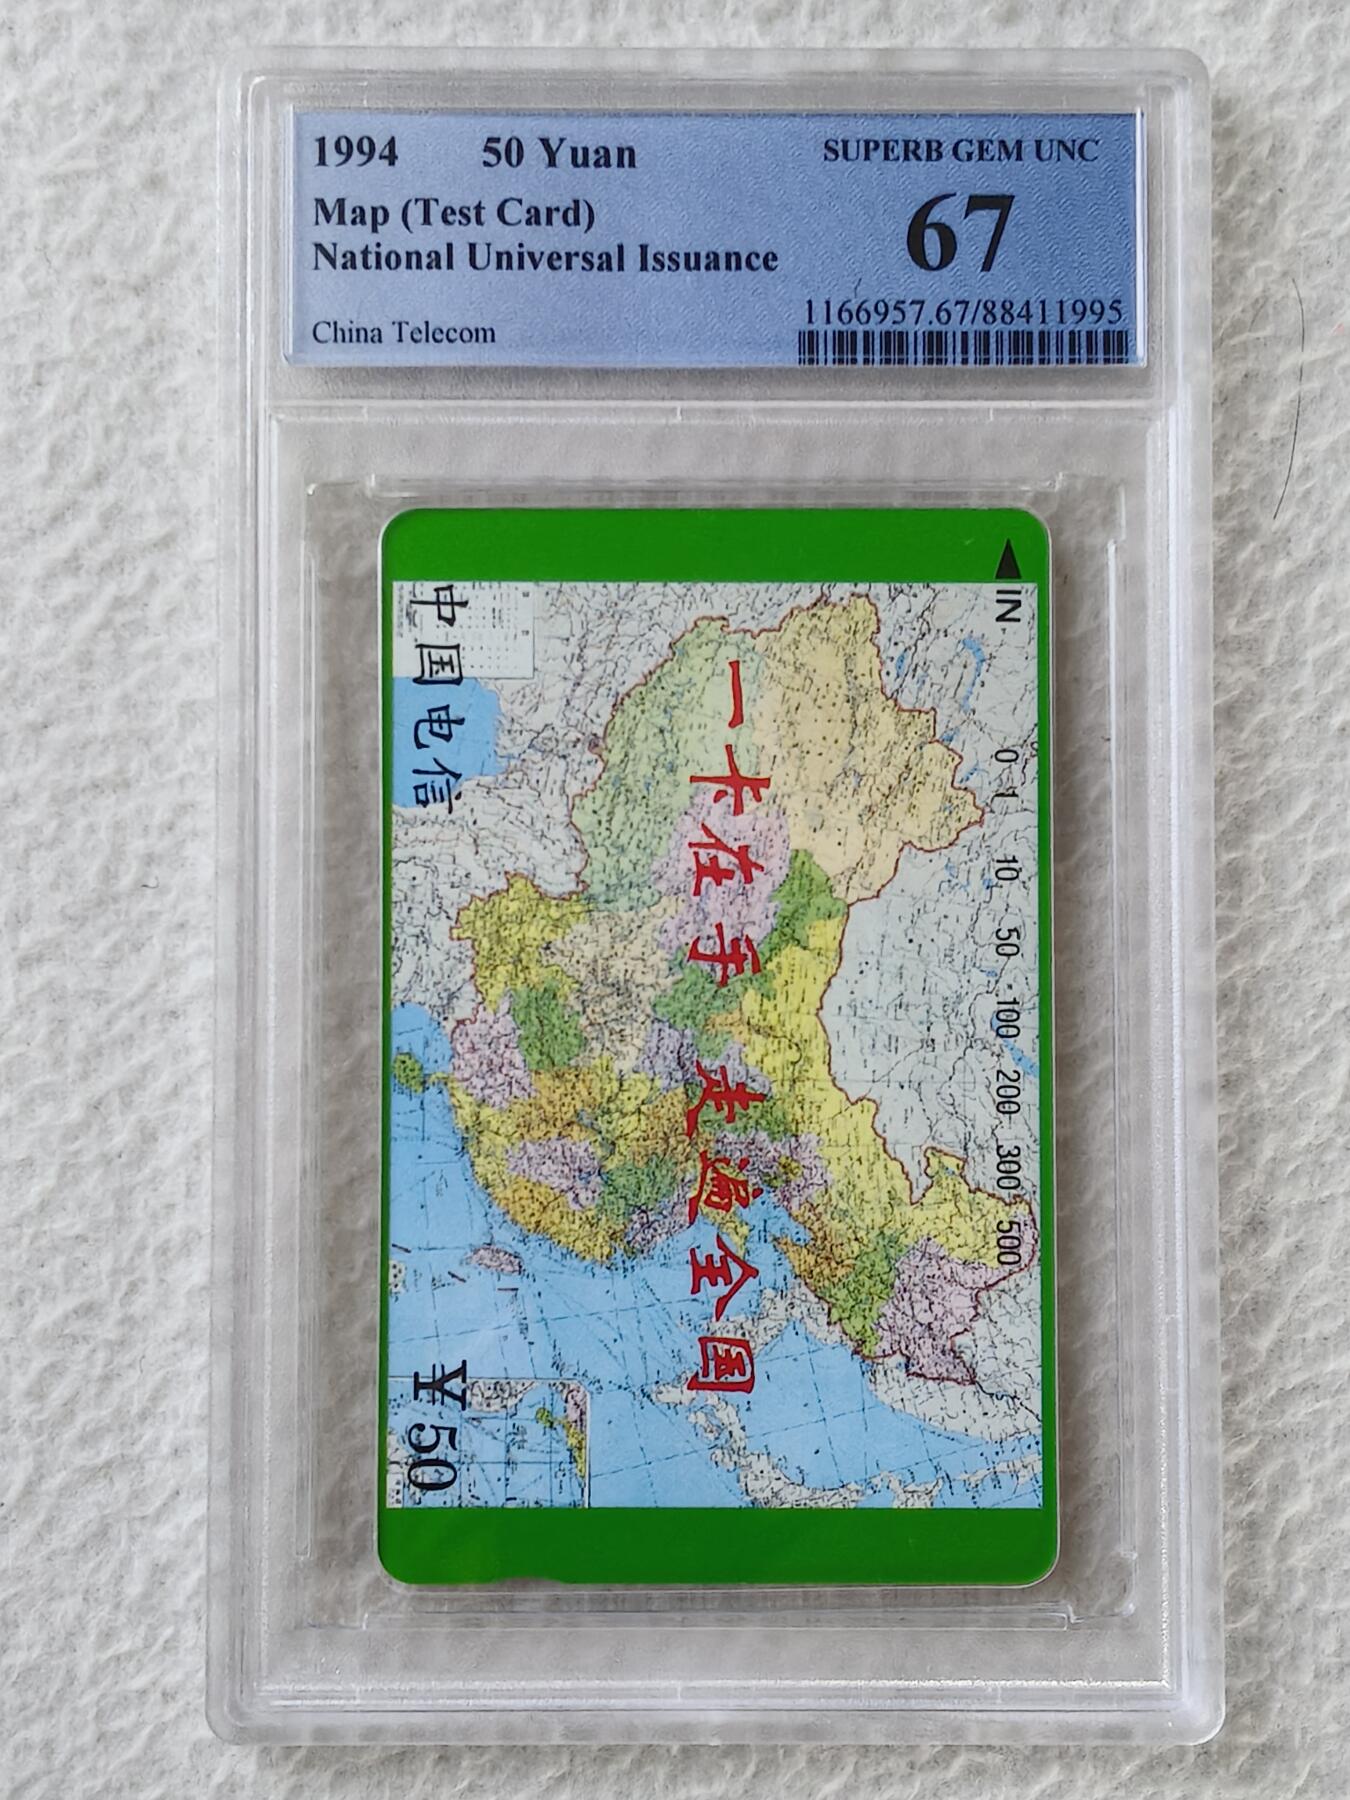 1994 50 Yuan
SUPERB GEM UNC
Map (Test Card)
67
National Universal Issuance
1166957.67/88411995
China Telecom
IN
0 1 10 50 100 200 300 500
一卡在手 走遍全国
中国电信
￥50